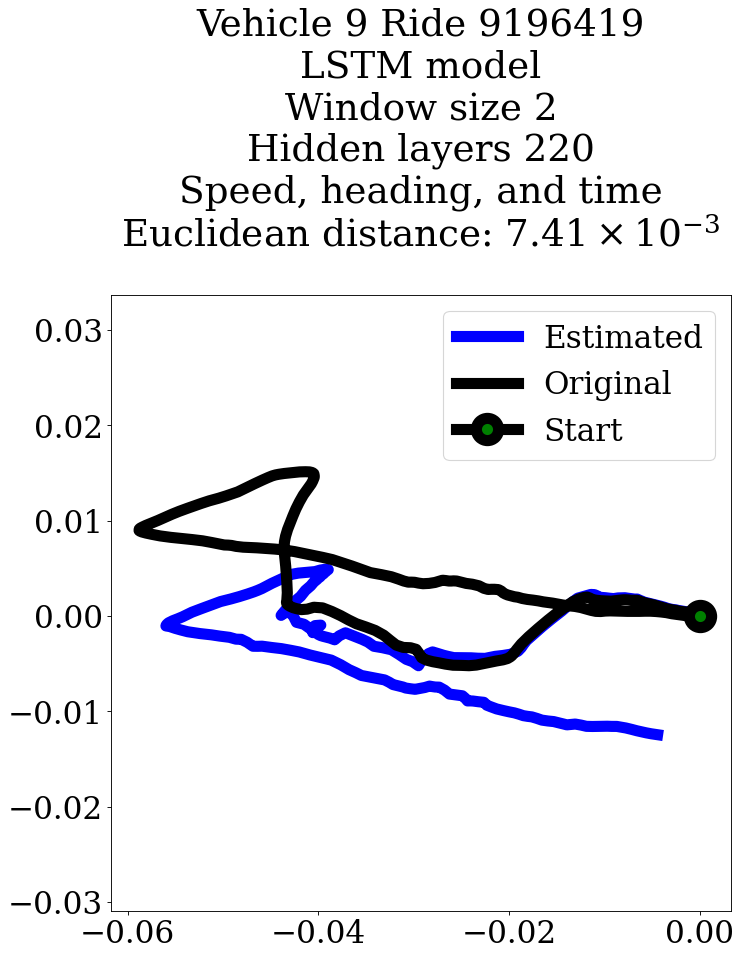 Vehicle 9 Ride 9196419
LSTM model
Window size 2
Hidden layers 220
Speed, heading, and time
Euclidean distance: 7.41 × 10⁻³
Estimated
Original
Start
0.03
0.02
0.01
0.00
−0.01
−0.02
−0.03
−0.06
−0.04
−0.02
0.00